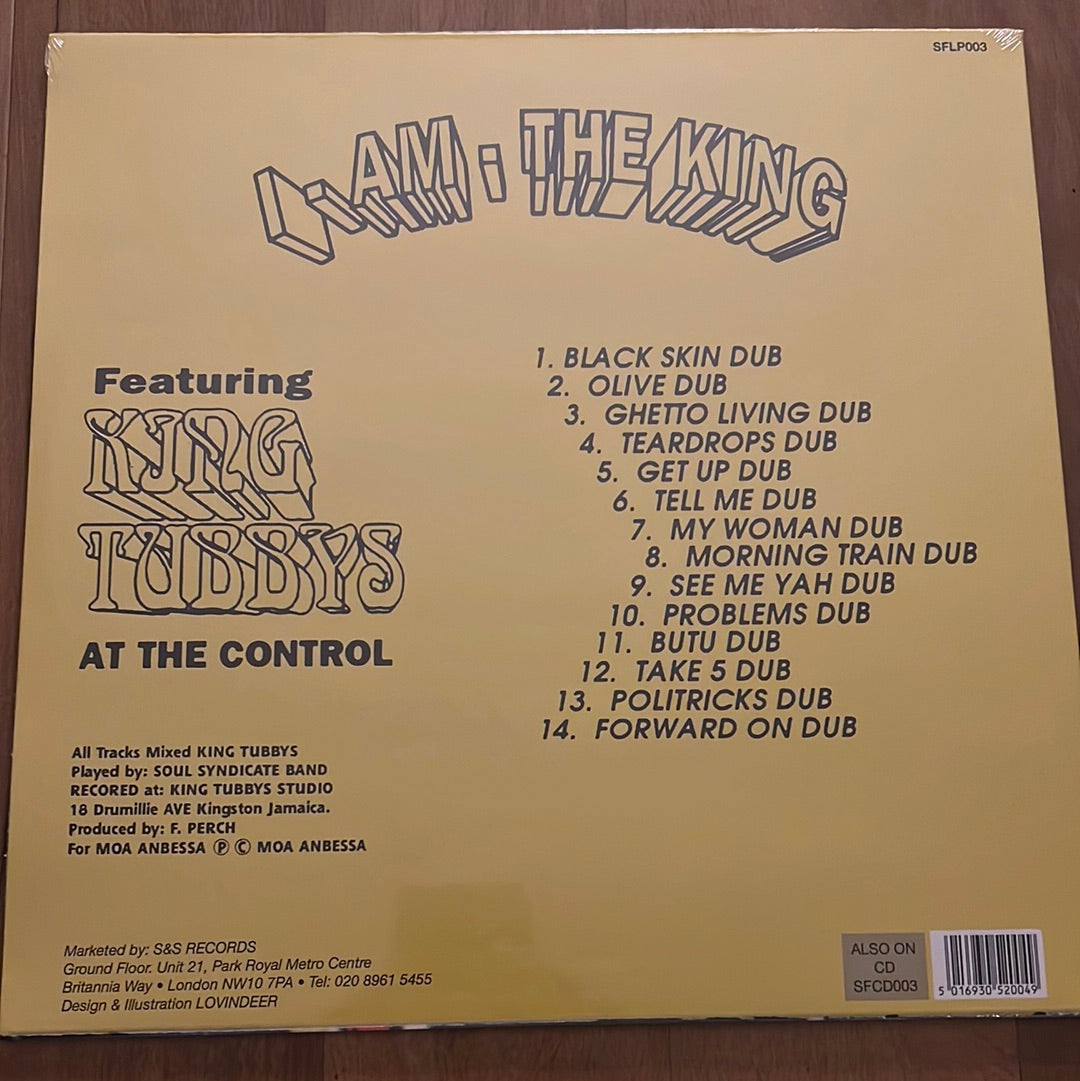 SFLP003
I. AM. THE KING
Featuring
KING
TUBBYS
AT THE CONTROL
1. BLACK SKIN DUB
2. OLIVE DUB
3. GHETTO LIVING DUB
4. TEARDROPS DUB
5. GET UP DUB
6. TELL ME DUB
7. MY WOMAN DUB
8. MORNING TRAIN DUB
9. SEE ME YAH DUB
10. PROBLEMS DUB
11. BUTU DUB
12. TAKE 5 DUB
13. POLITRICKS DUB
14. FORWARD ON DUB
All Tracks Mixed KING TUBBYS
Played by: SOUL SYNDICATE BAND
RECORED at: KING TUBBYS STUDIO
18 Drumillie AVE Kingston Jamaica.
Produced by: F. PERCH
For MOA ANBESSA Ⓟ Ⓒ MOA ANBESSA
Marketed by: S&S RECORDS
Ground Floor. Unit 21, Park Royal Metro Centre
Britannia Way • London NW10 7PA • Tel: 020 8961 5455
Design & Illustration LOVINDEER
ALSO ON
CD
SFCD003
5 016930 520049